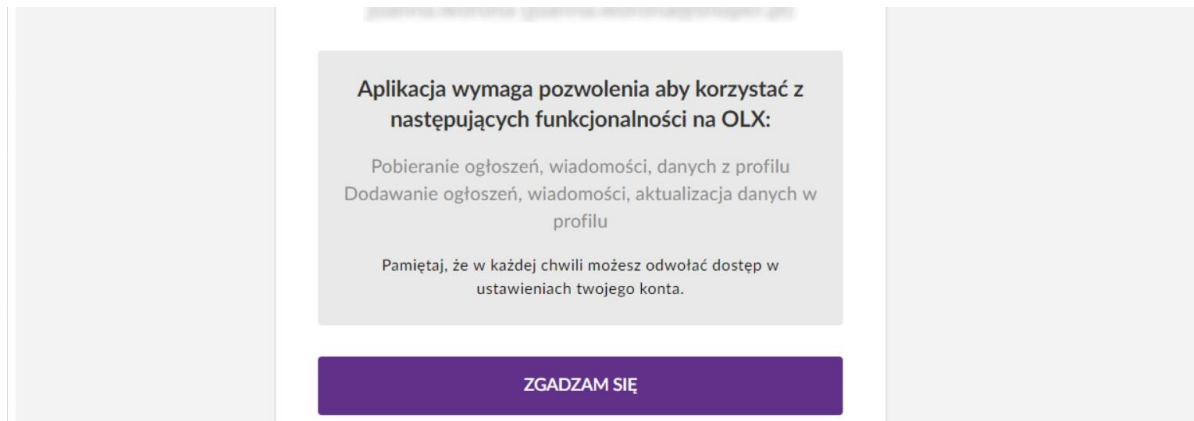 Aplikacja wymaga pozwolenia aby korzystać z
następujących funkcjonalności na OLX:
Pobieranie ogłoszeń, wiadomości, danych z profilu
Dodawanie ogłoszeń, wiadomości, aktualizacja danych w
profilu
Pamiętaj, że w każdej chwili możesz odwołać dostęp w
ustawieniach twojego konta.
ZGADZAM SIĘ